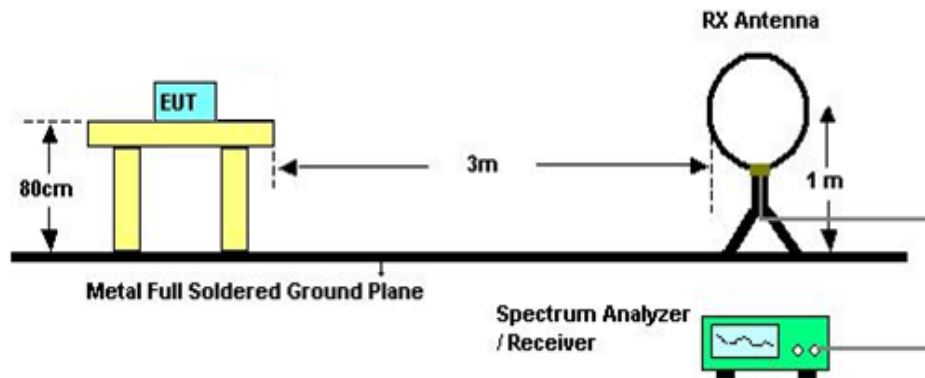 RX Antenna
EUT
3m
80cm
1 m
Metal Full Soldered Ground Plane
Spectrum Analyzer
/ Receiver